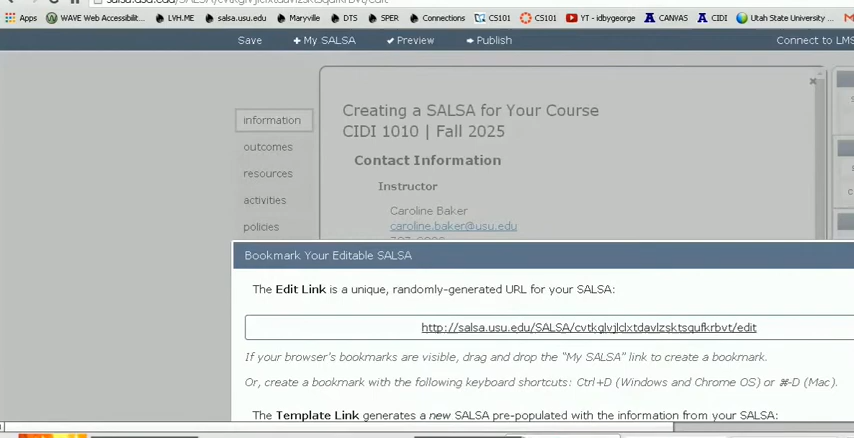 Apps WAVE Web Accessibilit... LVH.ME salsa.usu.edu Maryville DTS SPER Connections CS101 CS101 YT - idbygeorge CANVAS CIDI Utah State University ...
Save + My SALSA Preview Publish Connect to LMS
Creating a SALSA for Your Course
information
CIDI 1010 | Fall 2025
outcomes
Contact Information
resources
Instructor
activities
Caroline Baker
policies
caroline.baker@usu.edu
Bookmark Your Editable SALSA
The Edit Link is a unique, randomly-generated URL for your SALSA:
http://salsa.usu.edu/SALSA/cvtkglvjlclxtdavlzsktsqufkrbvt/edit
If your browser's bookmarks are visible, drag and drop the "My SALSA" link to create a bookmark.
Or, create a bookmark with the following keyboard shortcuts: Ctrl+D (Windows and Chrome OS) or ⌘-D (Mac).
The Template Link generates a new SALSA pre-populated with the information from your SALSA: